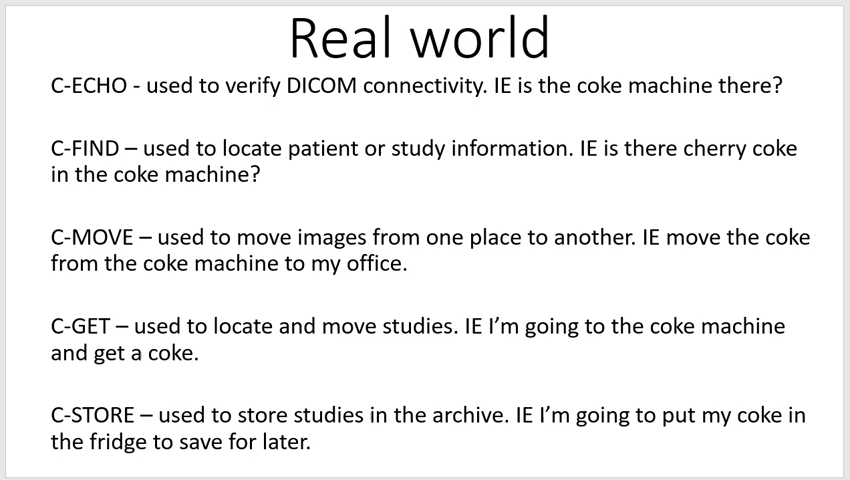 Real world
C-ECHO - used to verify DICOM connectivity. IE is the coke machine there?
C-FIND – used to locate patient or study information. IE is there cherry coke
in the coke machine?
C-MOVE – used to move images from one place to another. IE move the coke
from the coke machine to my office.
C-GET – used to locate and move studies. IE I’m going to the coke machine
and get a coke.
C-STORE – used to store studies in the archive. IE I’m going to put my coke in
the fridge to save for later.